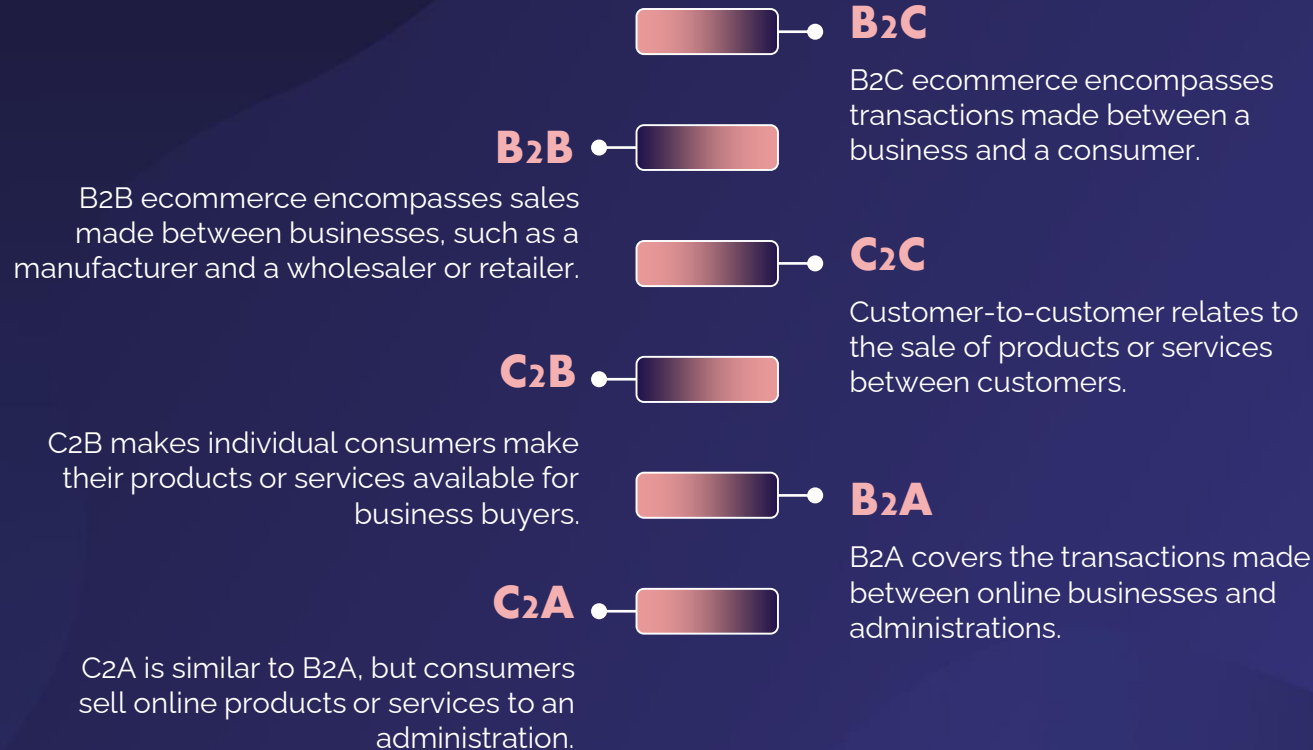 B2C
B2C ecommerce encompasses
transactions made between a
business and a consumer.
B2B
B2B ecommerce encompasses sales
made between businesses, such as a
manufacturer and a wholesaler or retailer.
C2C
Customer-to-customer relates to
the sale of products or services
between customers.
C2B
C2B makes individual consumers make
their products or services available for
business buyers.
B2A
B2A covers the transactions made
between online businesses and
administrations.
C2A
C2A is similar to B2A, but consumers
sell online products or services to an
administration.